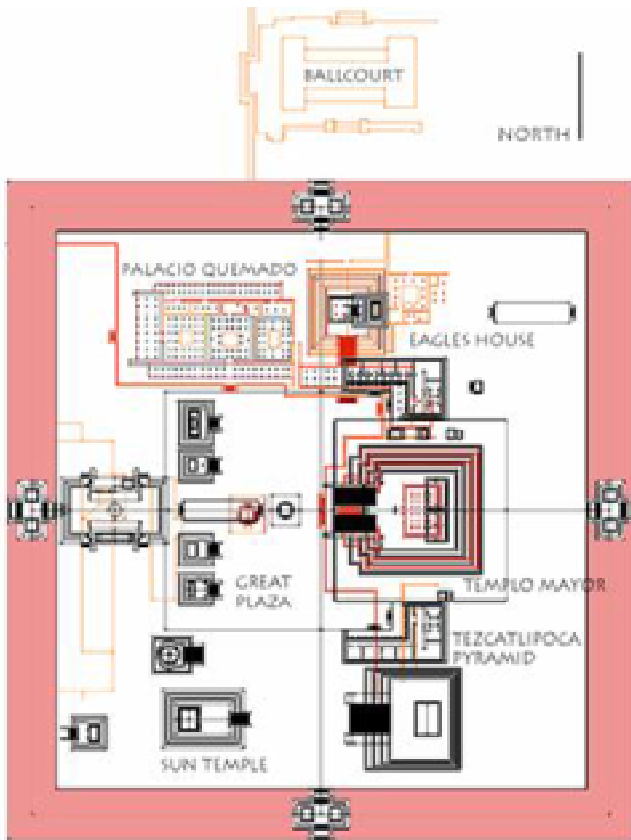 BALLCOURT
NORTH
PALACIO QUEMADO
EAGLES HOUSE
GREAT
PLAZA
TEMPLO MAYOR
TEZCATLIPOCA
PYRAMID
SUN TEMPLE